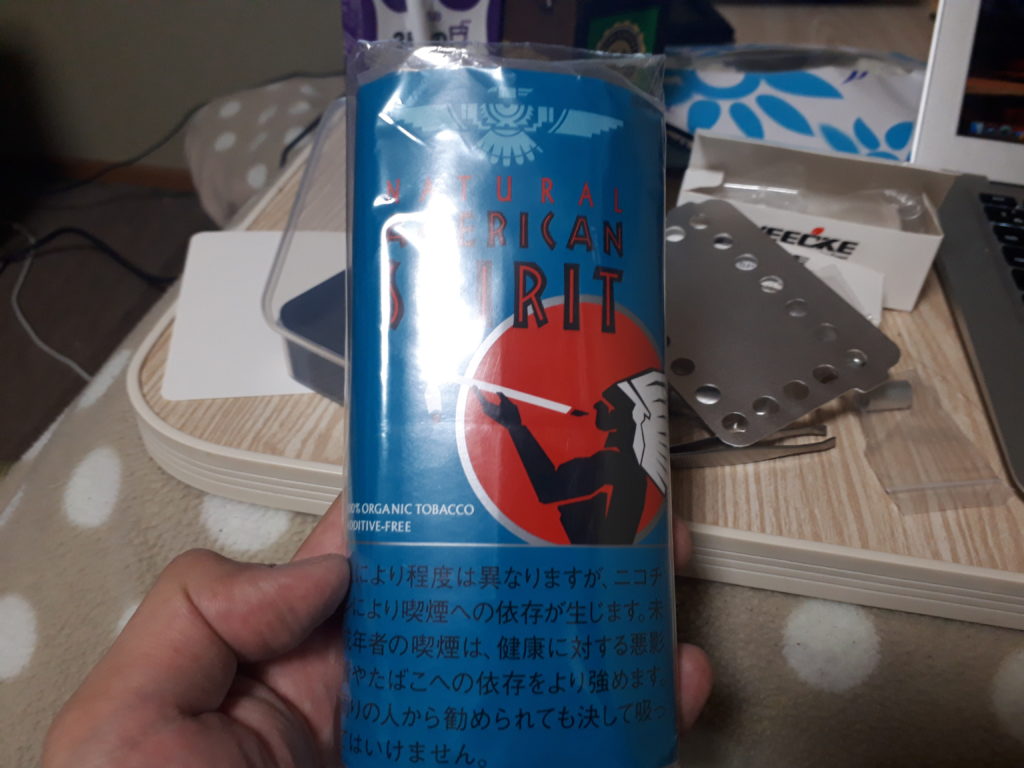 NATURAL
AMERICAN
SPIRIT
WEECKE
100% ORGANIC TOBACCO
ADDITIVE-FREE
により程度は異なりますが、ニコチ
により喫煙への依存が生じます。未
成年者の喫煙は、健康に対する悪影
やたばこへの依存をより強めます。
りの人から勧められても決して吸っ
てはいけません。